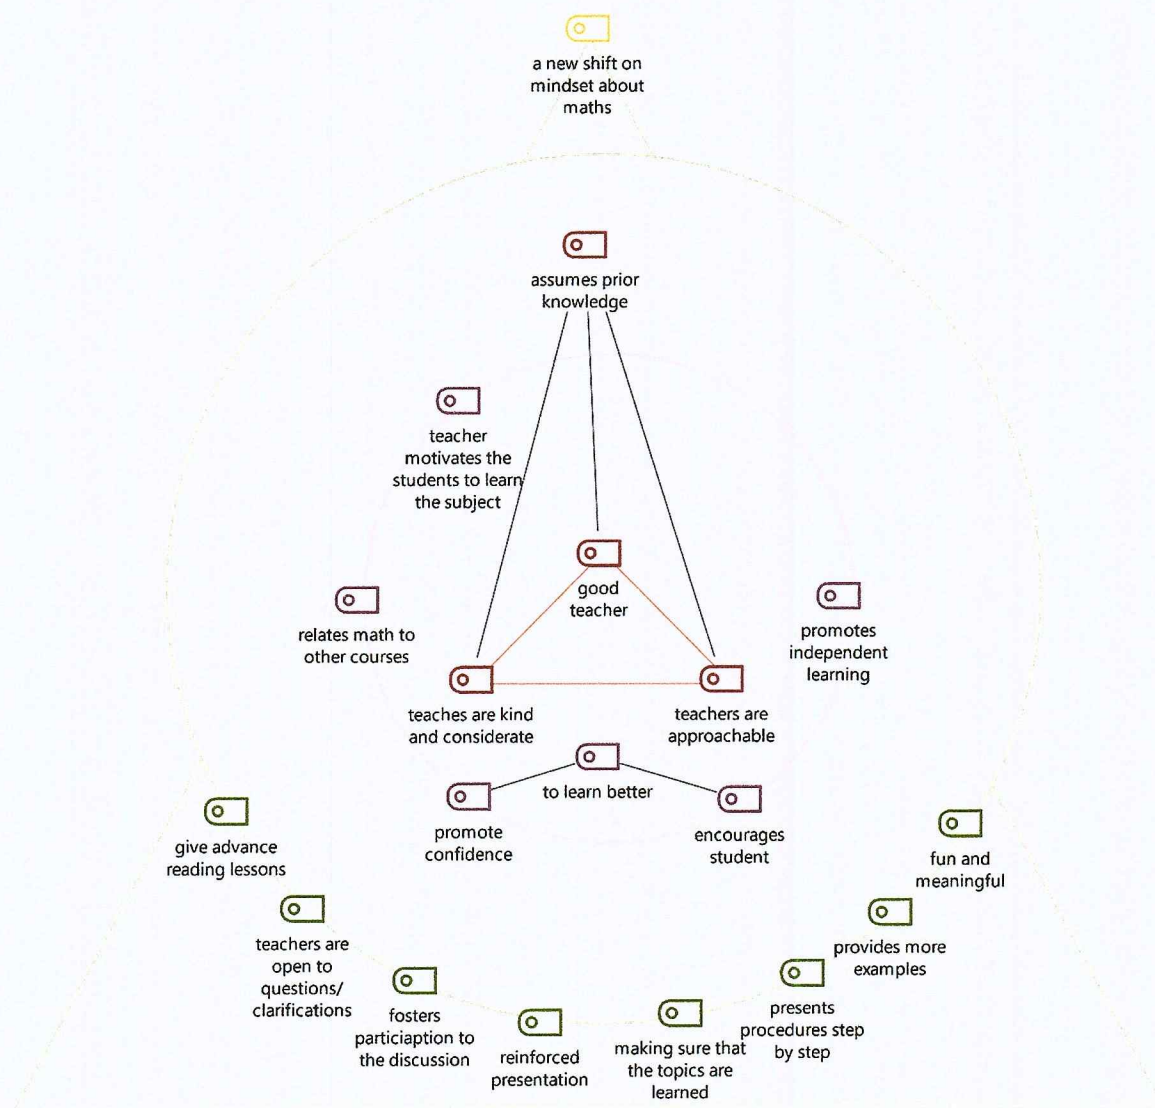 a new shift on
mindset about
maths
assumes prior
knowledge
teacher
motivates the
students to learn
the subject
good
teacher
relates math to
other courses
promotes
independent
learning
teaches are kind
and considerate
teachers are
approachable
to learn better
promote
confidence
encourages
student
give advance
reading lessons
fun and
meaningful
teachers are
open to
questions/
clarifications
provides more
examples
fosters
particiaption to
the discussion
presents
procedures step
by step
reinforced
presentation
making sure that
the topics are
learned